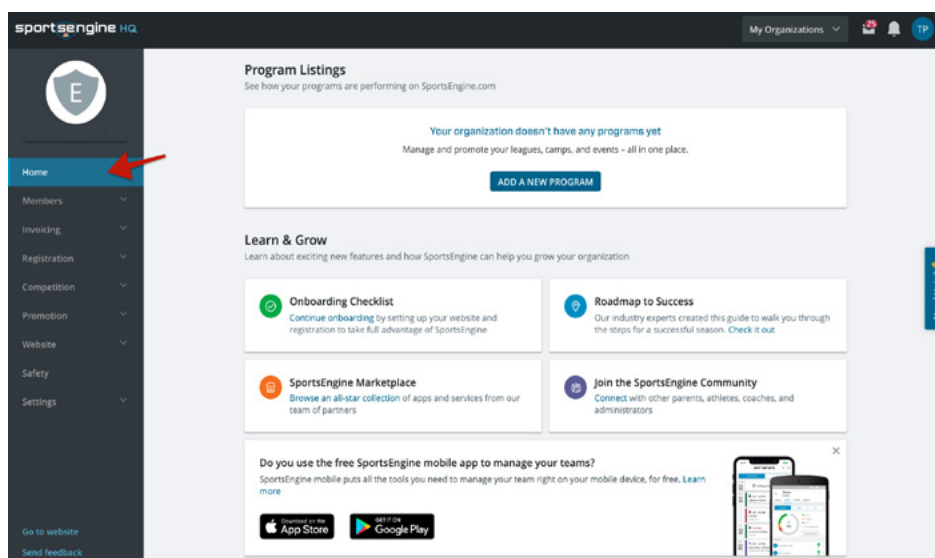 sportsengine HQ
My Organizations
25
TP
E
Home
Members
Invoicing
Registration
Competition
Promotion
Website
Safety
Settings
Go to website
Send feedback
Program Listings
See how your programs are performing on SportsEngine.com
Your organization doesn't have any programs yet
Manage and promote your leagues, camps, and events – all in one place.
ADD A NEW PROGRAM
Learn & Grow
Learn about exciting new features and how SportsEngine can help you grow your organization
Onboarding Checklist
Continue onboarding by setting up your website and
registration to take full advantage of SportsEngine
Roadmap to Success
Our industry experts created this guide to walk you through
the steps for a successful season. Check it out
SportsEngine Marketplace
Browse an all-star collection of apps and services from our
team of partners
Join the SportsEngine Community
Connect with other parents, athletes, coaches, and
administrators
Do you use the free SportsEngine mobile app to manage your teams?
SportsEngine mobile puts all the tools you need to manage your team right on your mobile device, for free. Learn
more
Download on the
App Store
GET IT ON
Google Play